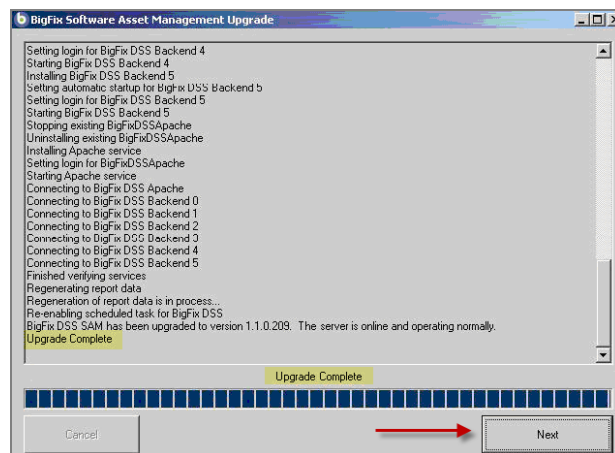 BigFix Software Asset Management Upgrade
Setting login for BigFix DSS Backend 4
Starting BigFix DSS Backend 4
Installing BigFix DSS Backend 5
Setting automatic startup for BigFix DSS Backend 5
Setting login for BigFix DSS Backend 5
Starting BigFix DSS Backend 5
Stopping existing BigFixDSSApache
Uninstalling existing BigFixDSSApache
Installing Apache service
Setting login for BigFixDSSApache
Starting Apache service
Connecting to BigFix DSS Apache
Connecting to BigFix DSS Backend 0
Connecting to BigFix DSS Backend 1
Connecting to BigFix DSS Backend 2
Connecting to BigFix DSS Backend 3
Connecting to BigFix DSS Backend 4
Connecting to BigFix DSS Backend 5
Finished verifying services
Regenerating report data
Regeneration of report data is in process...
Re-enabling scheduled task for BigFix DSS
BigFix DSS SAM has been upgraded to version 1.1.0.209. The server is online and operating normally.
Upgrade Complete
Upgrade Complete
Cancel
Next